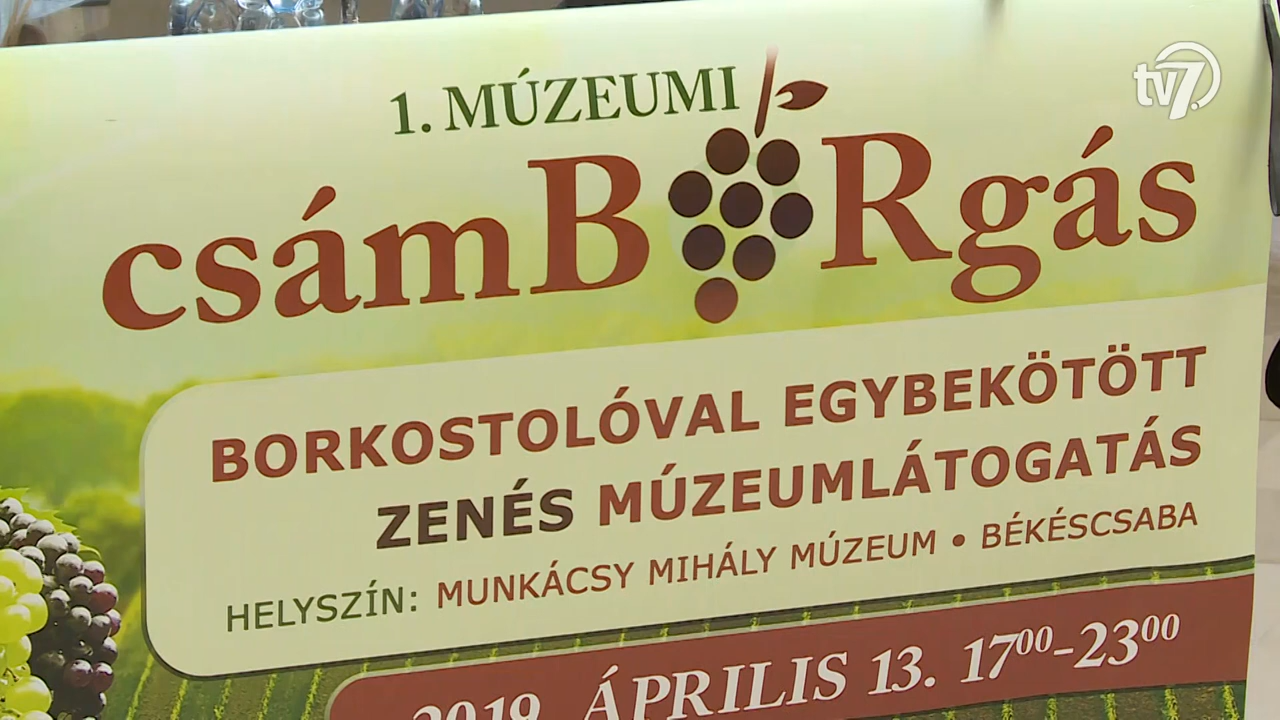 tv7.
1. MÚZEUMI
csámBORgás
BORKOSTOLÓVAL EGYBEKÖTÖTT
ZENÉS MÚZEUMLÁTOGATÁS
HELYSZÍN: MUNKÁCSY MIHÁLY MÚZEUM • BÉKÉSCSABA
2019. ÁPRILIS 13. 17⁰⁰-23⁰⁰